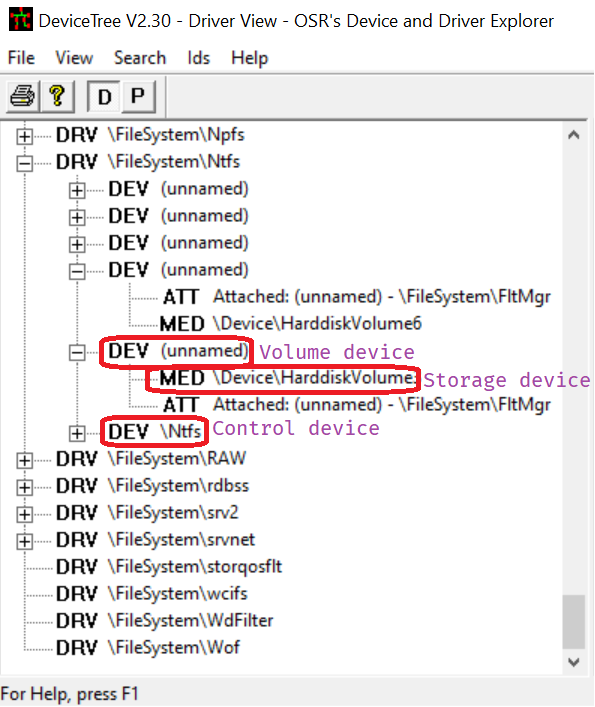 DeviceTree V2.30 - Driver View - OSR's Device and Driver Explorer
File View Search Ids Help
D P
DRV \FileSystem\Npfs
DRV \FileSystem\Ntfs
DEV (unnamed)
DEV (unnamed)
DEV (unnamed)
DEV (unnamed)
ATT Attached: (unnamed) - \FileSystem\FltMgr
MED \Device\HarddiskVolume6
DEV (unnamed) Volume device
MED \Device\HarddiskVolume Storage device
ATT Attached: (unnamed) - \FileSystem\FltMgr
DEV \Ntfs Control device
DRV \FileSystem\RAW
DRV \FileSystem\rdbss
DRV \FileSystem\srv2
DRV \FileSystem\srvnet
DRV \FileSystem\storqosflt
DRV \FileSystem\wcifs
DRV \FileSystem\WdFilter
DRV \FileSystem\Wof
For Help, press F1